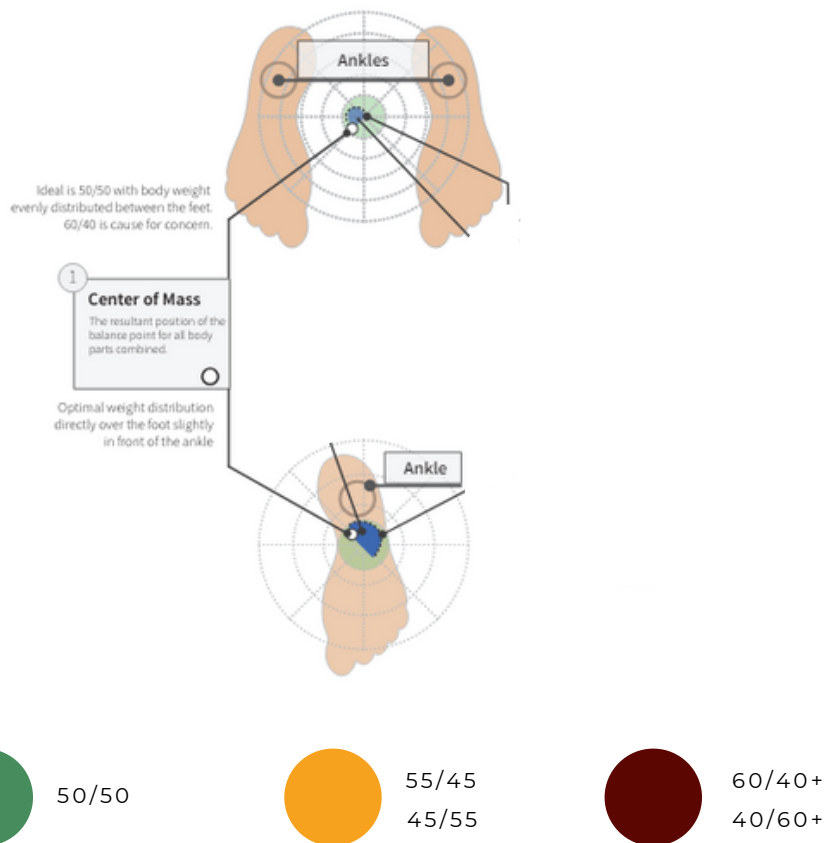 Ankles
Ideal is 50/50 with body weight
evenly distributed between the feet.
60/40 is cause for concern.
1
Center of Mass
The resultant position of the
balance point for all body
parts combined.
Optimal weight distribution
directly over the foot slightly
in front of the ankle
Ankle
50/50
55/45
45/55
60/40+
40/60+